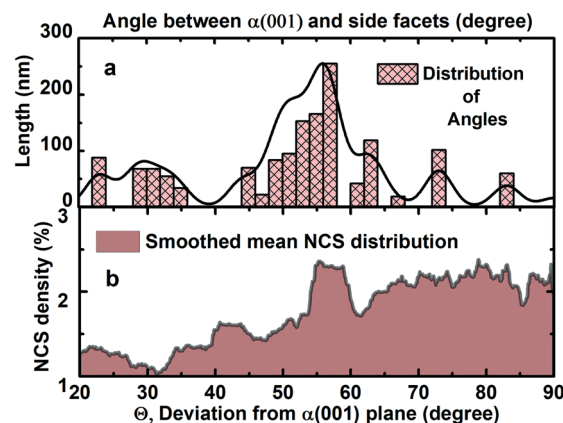 Angle between α(001) and side facets (degree)
300
200
100
0
Length (nm)
a
Distribution
of
Angles
3
2
1
NCS density (%)
b
Smoothed mean NCS distribution
20 30 40 50 60 70 80 90
Θ, Deviation from α(001) plane (degree)